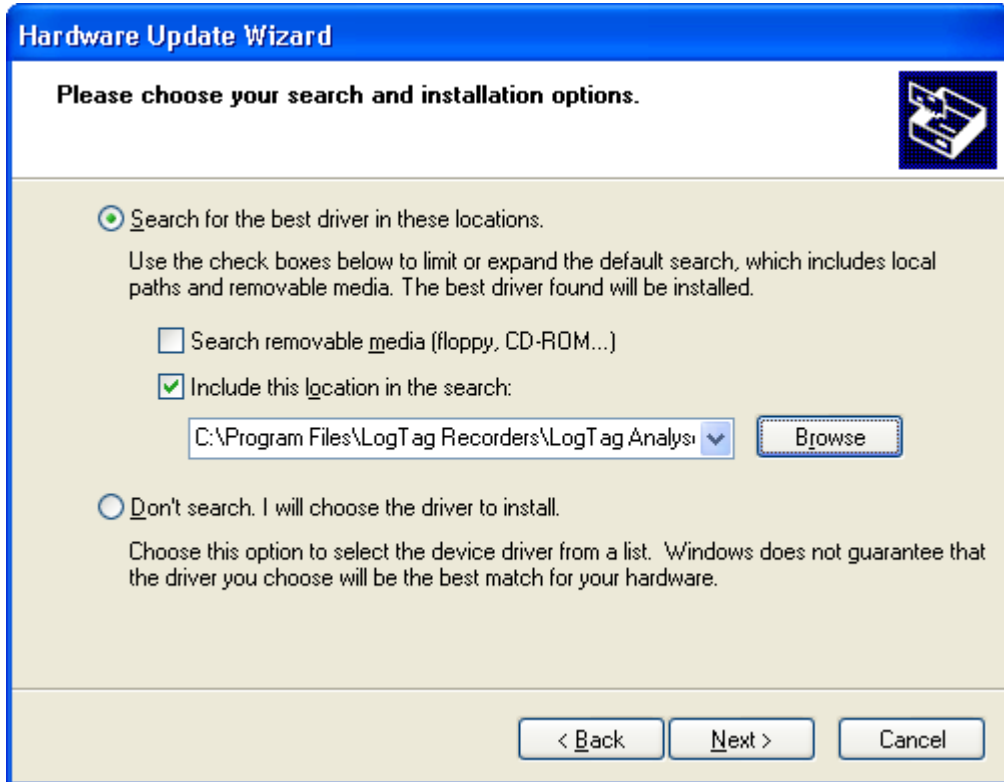 Hardware Update Wizard
Please choose your search and installation options.
Search for the best driver in these locations.
Use the check boxes below to limit or expand the default search, which includes local
paths and removable media. The best driver found will be installed.
Search removable media (floppy, CD-ROM...)
Include this location in the search:
C:\Program Files\LogTag Recorders\LogTag Analys
Browse
Don't search. I will choose the driver to install.
Choose this option to select the device driver from a list. Windows does not guarantee that
the driver you choose will be the best match for your hardware.
< Back
Next >
Cancel